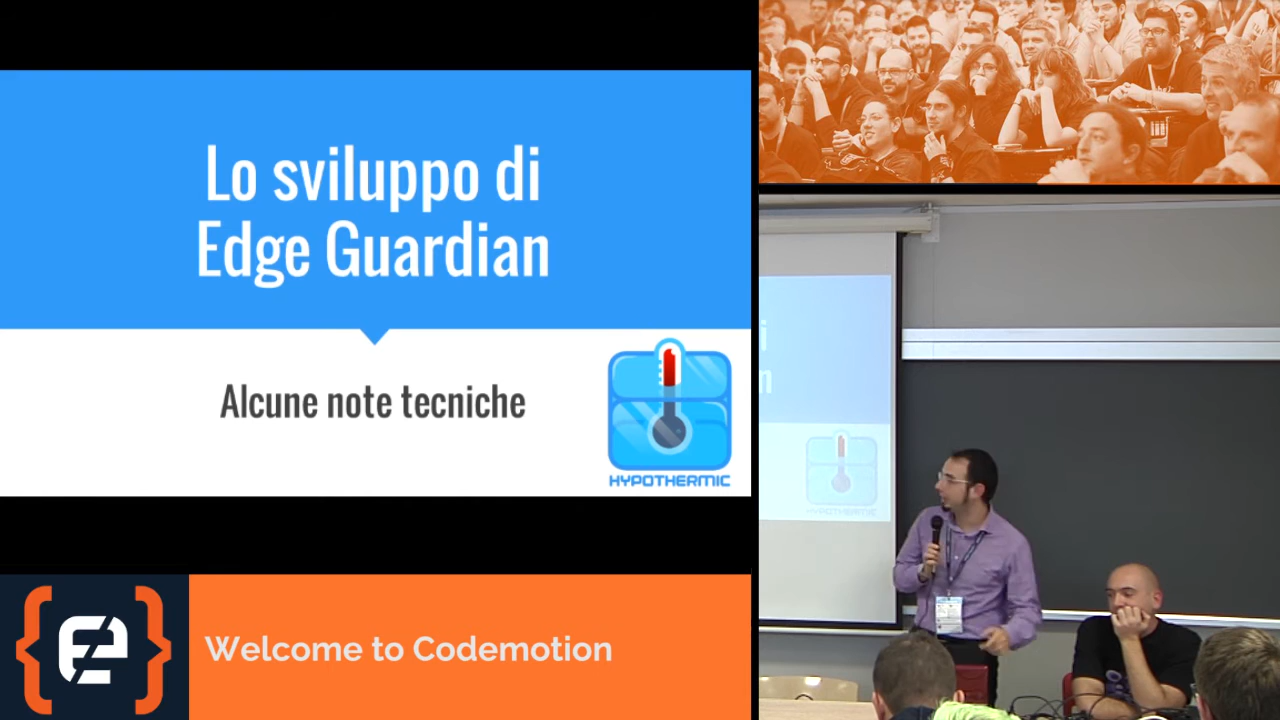 Lo sviluppo di
Edge Guardian
Alcune note tecniche
HYPOTHERMIC
Welcome to Codemotion